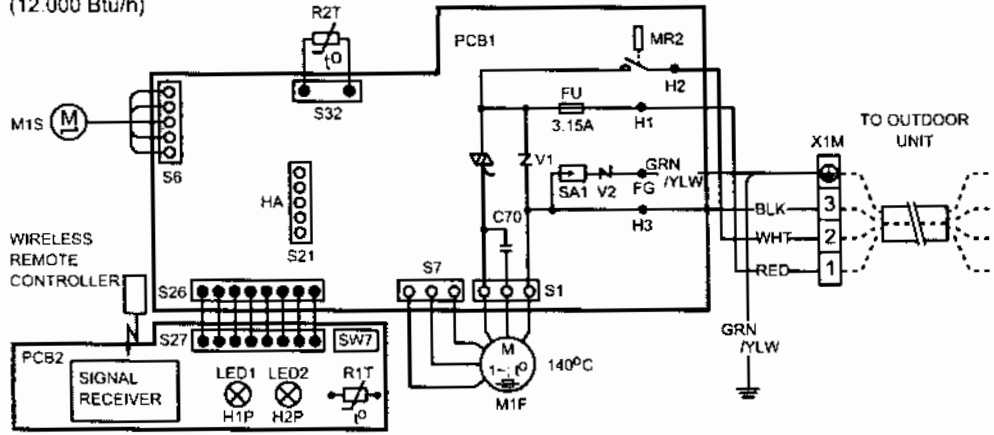 (12.000 Btu/h)
R2T
t°
S32
PCB1
MR2
H2
FU
3.15A
H1
M1S
M
S6
HA
S21
V1
SA1
V2
GRN
/YLW
FG
C70
H3
TO OUTDOOR
UNIT
X1M
3
2
1
BLK
WHT
RED
WIRELESS
REMOTE
CONTROLLER
S26
S7
S1
S27
SW7
PCB2
SIGNAL
RECEIVER
LED1
H1P
LED2
H2P
R1T
t°
M
1~: t°
140°C
M1F
GRN
/YLW